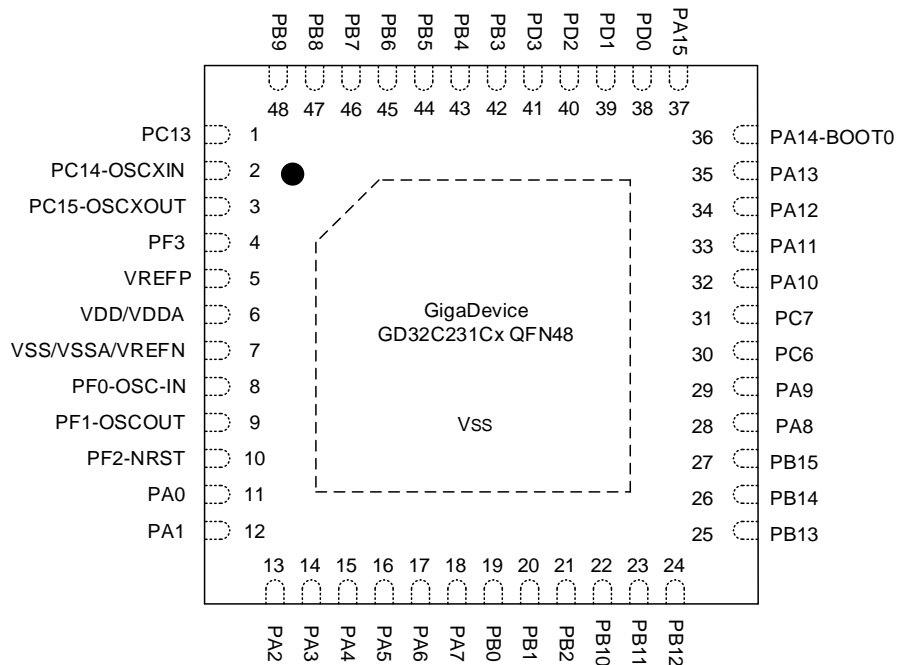 PB9 PB8 PB7 PB6 PB5 PB4 PB3 PD3 PD2 PD1 PD0 PA15
48 47 46 45 44 43 42 41 40 39 38 37
PC13 1
PC14-OSCXIN 2
PC15-OSCXOUT 3
PF3 4
VREFP 5
VDD/VDDA 6
VSS/VSSA/VREFN 7
PF0-OSC-IN 8
PF1-OSCOUT 9
PF2-NRST 10
PA0 11
PA1 12
GigaDevice
GD32C231Cx QFN48
VSS
36 PA14-BOOT0
35 PA13
34 PA12
33 PA11
32 PA10
31 PC7
30 PC6
29 PA9
28 PA8
27 PB15
26 PB14
25 PB13
13 14 15 16 17 18 19 20 21 22 23 24
PA2 PA3 PA4 PA5 PA6 PA7 PB0 PB1 PB2 PB10 PB11 PB12